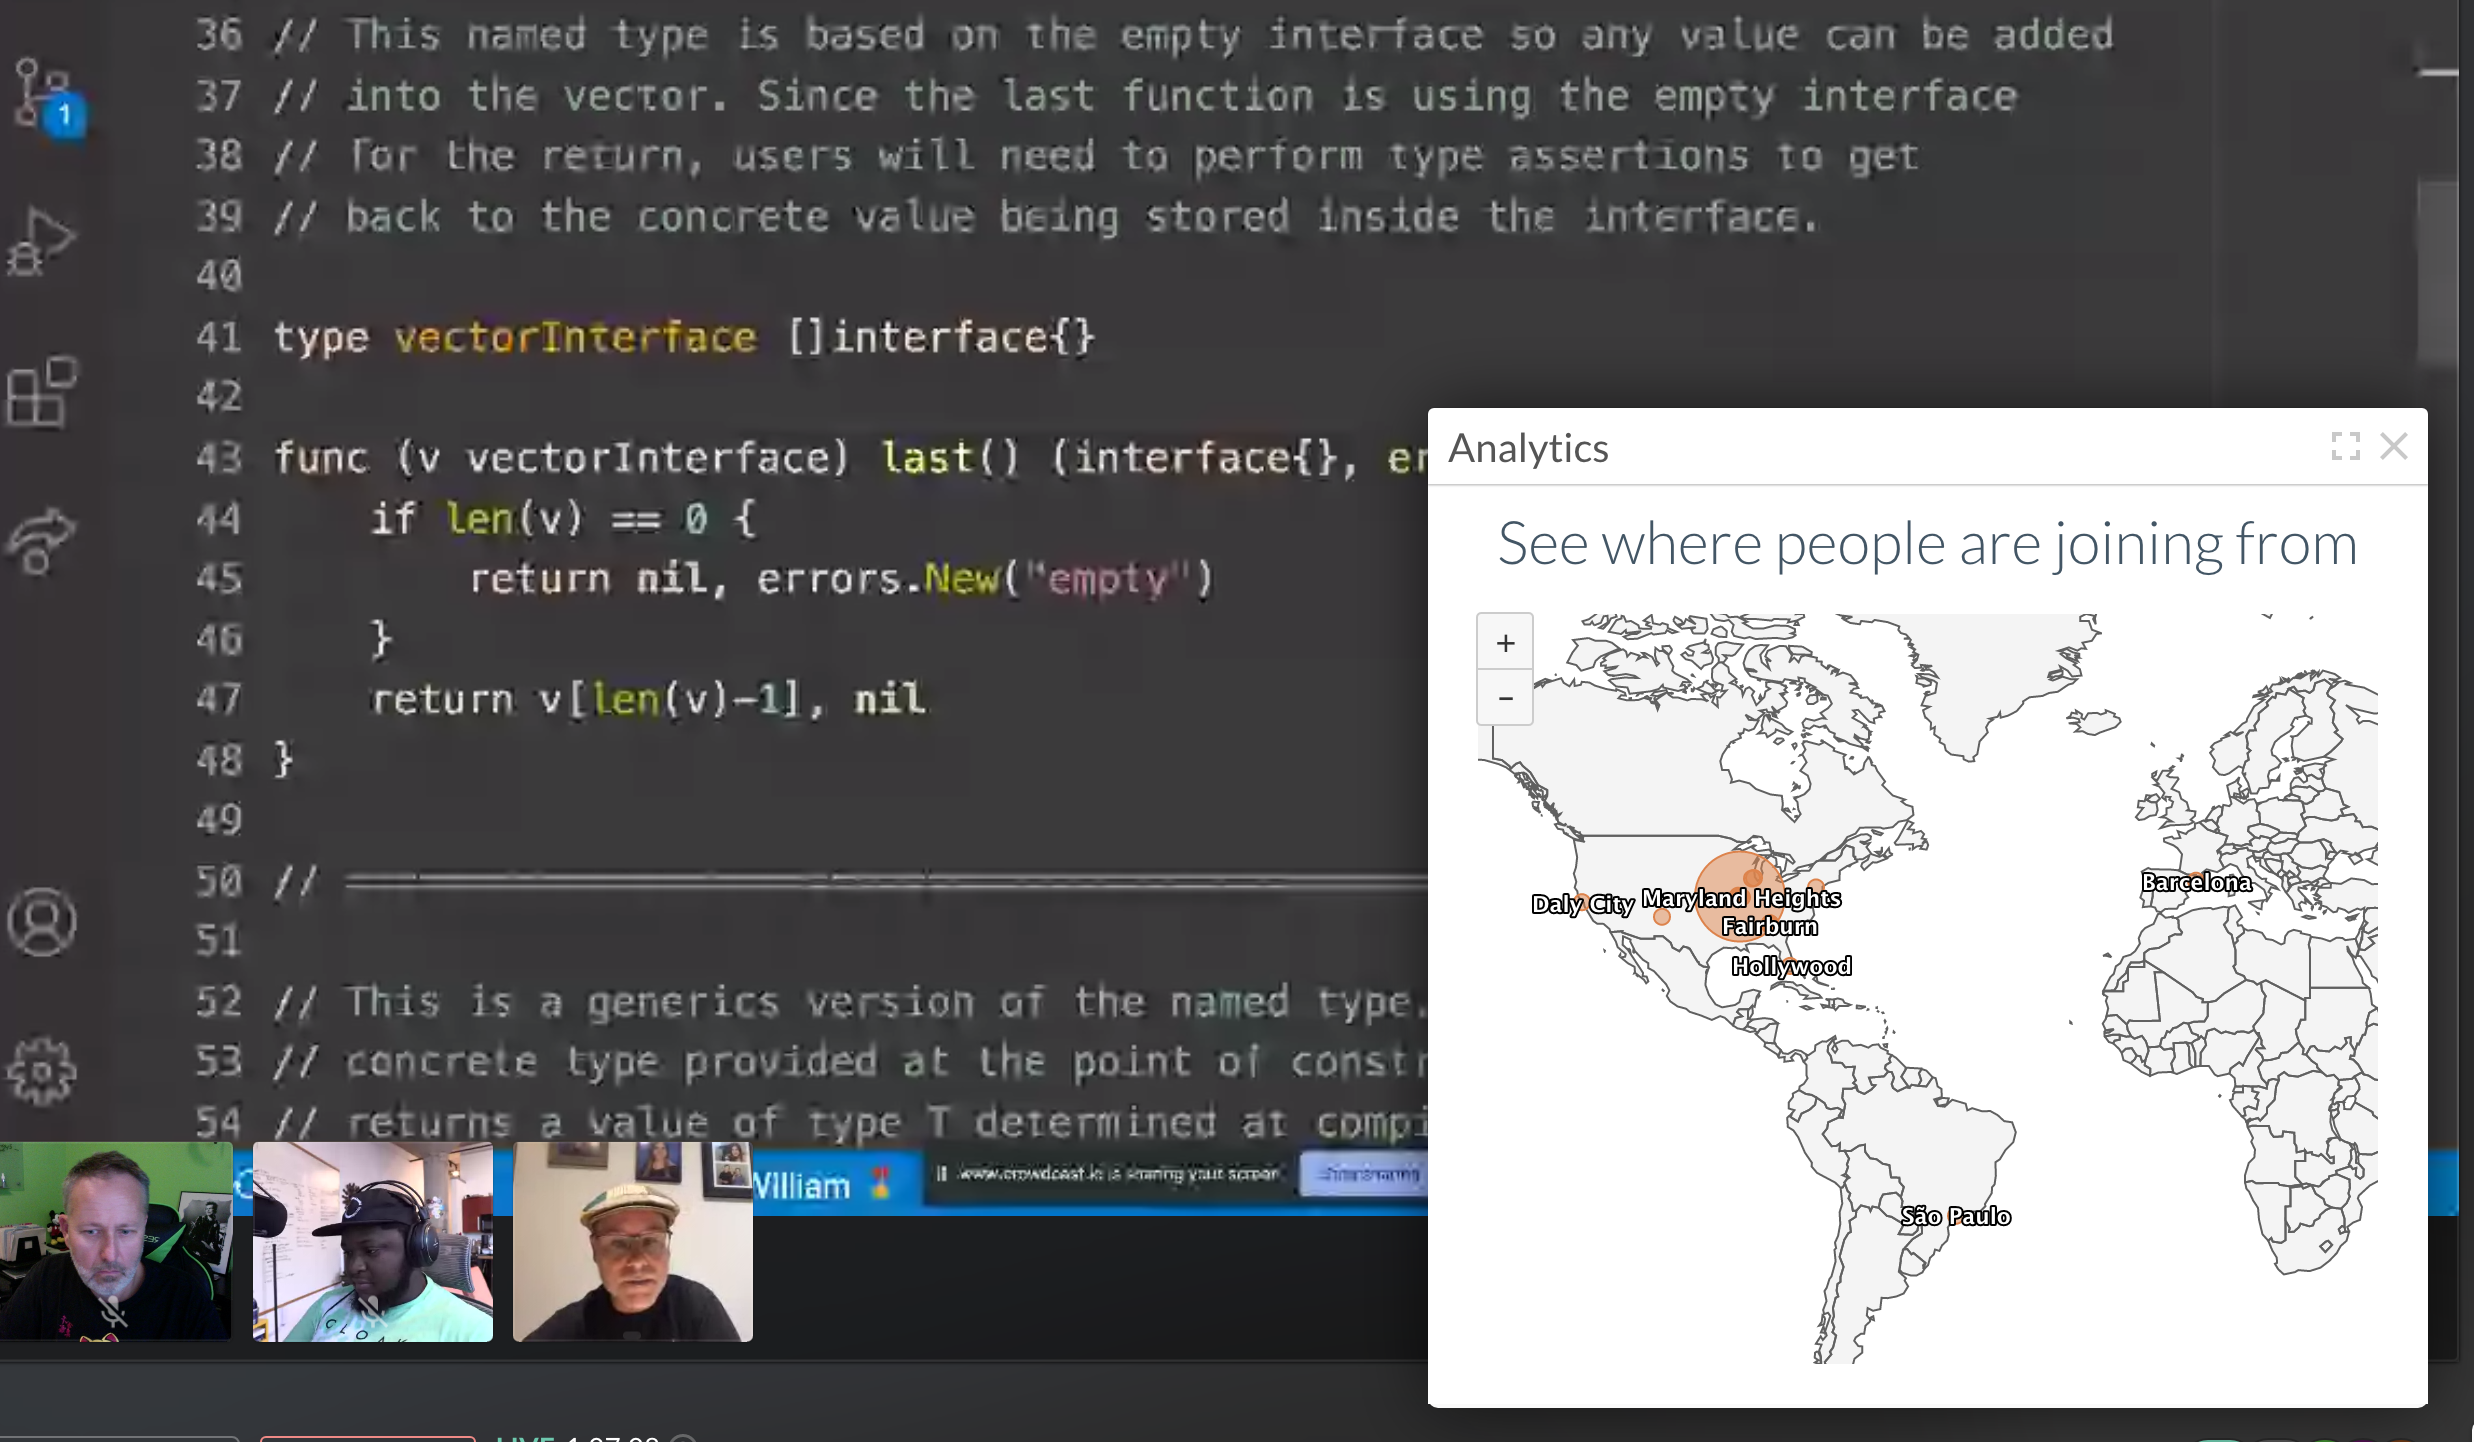 36 // This named type is based on the empty interface so any value can be added
37 // into the vector. Since the last function is using the empty interface
38 // for the return, users will need to perform type assertions to get
39 // back to the concrete value being stored inside the interface.
40
41 type vectorInterface []interface{}
42
43 func (v vectorInterface) last() (interface{}, er
44 if len(v) == 0 {
45 return nil, errors.New("empty")
46 }
47 return v[len(v)-1], nil
48 }
49
50 //
51
52 // This is a generics version of the named type.
53 // concrete type provided at the point of constr
54 // returns a value of type T determined at compi
1
William
www.crowdcast.io is sharing your screen
Stop sharing
CLOAK
LIVE
Analytics
See where people are joining from
+
−
Daly City
Maryland Heights
Fairburn
Hollywood
Barcelona
São Paulo